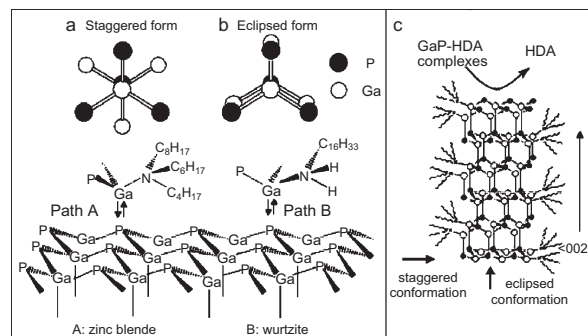 a Staggered form
b Eclipsed form
P
Ga
P
Ga
N
C8H17
C6H17
C4H17
Path A
P
Ga
N
C16H33
H
H
Path B
P Ga P Ga P Ga P
P Ga P Ga P Ga P
Ga P Ga P Ga P Ga P
A: zinc blende
B: wurtzite
c
GaP-HDA
complexes
HDA
<002
staggered
conformation
eclipsed
conformation